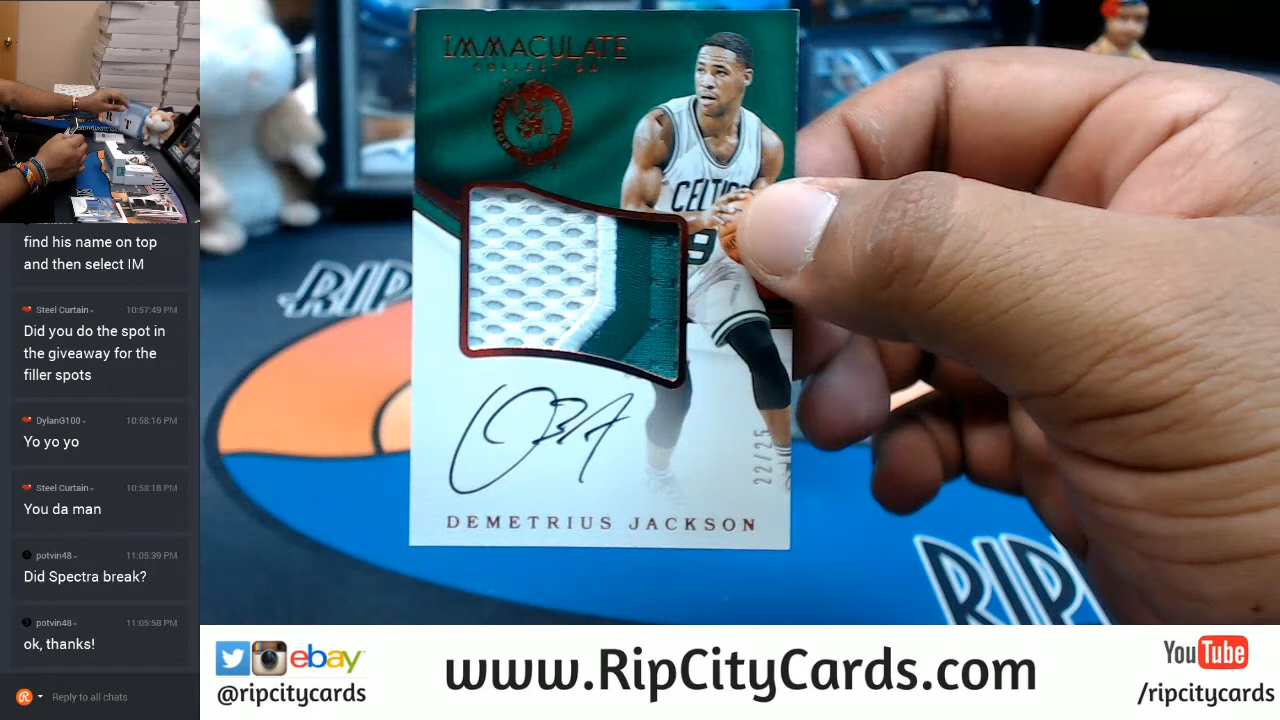 find his name on top
and then select IM
Steel Curtain
10:57:49 PM
Did you do the spot in
the giveaway for the
filler spots
DylanG100
10:58:16 PM
Yo yo yo
Steel Curtain
10:58:18 PM
You da man
potvin48
11:05:39 PM
Did Spectra break?
potvin48
11:05:58 PM
ok, thanks!
Reply to all chats
IMMACULATE
COLLECTION
CELTIC
9
22/25
DEMETRIUS JACKSON
RIP
RIP
ebay
@ripcitycards
www.RipCityCards.com
YouTube
/ripcitycards